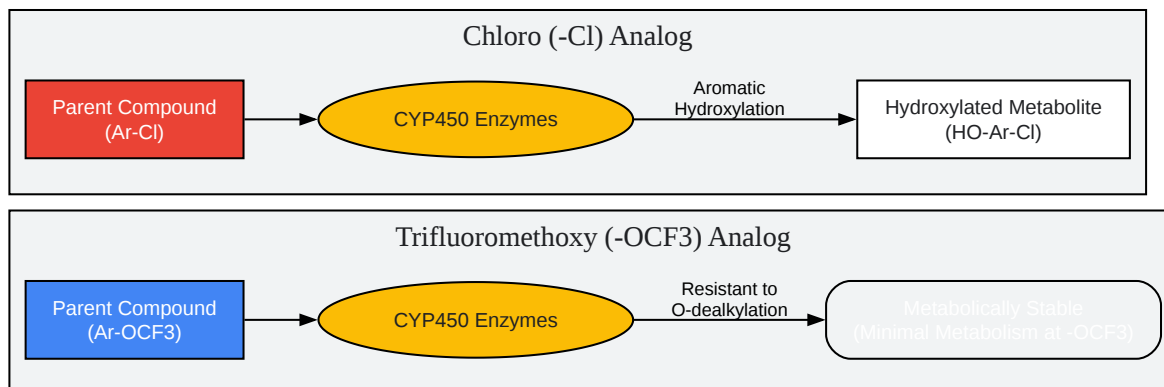 Chloro (-Cl) Analog
Parent Compound
(Ar-Cl)
CYP450 Enzymes
Aromatic
Hydroxylation
Hydroxylated Metabolite
(HO-Ar-Cl)
Trifluoromethoxy (-OCF3) Analog
Parent Compound
(Ar-OCF3)
CYP450 Enzymes
Resistant to
O-dealkylation
Metabolically Stable
(Minimal Metabolism at -OCF3)